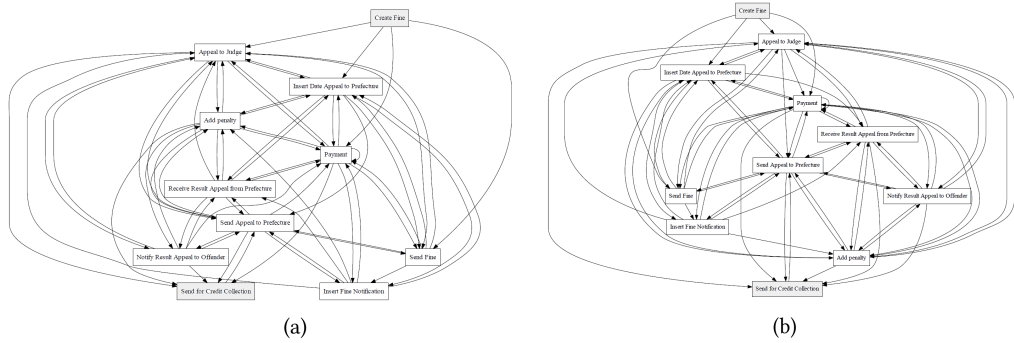 Create Fine
Appeal to Judge
Insert Date Appeal to Prefecture
Add penalty
Payment
Receive Result Appeal from Prefecture
Send Appeal to Prefecture
Notify Result Appeal to Offender
Send Fine
Send for Credit Collection
Insert Fine Notification
(a)
Create Fine
Appeal to Judge
Insert Date Appeal to Prefecture
Payment
Receive Result Appeal from Prefecture
Send Appeal to Prefecture
Send Fine
Notify Result Appeal to Offender
Insert Fine Notification
Add penalty
Send for Credit Collection
(b)